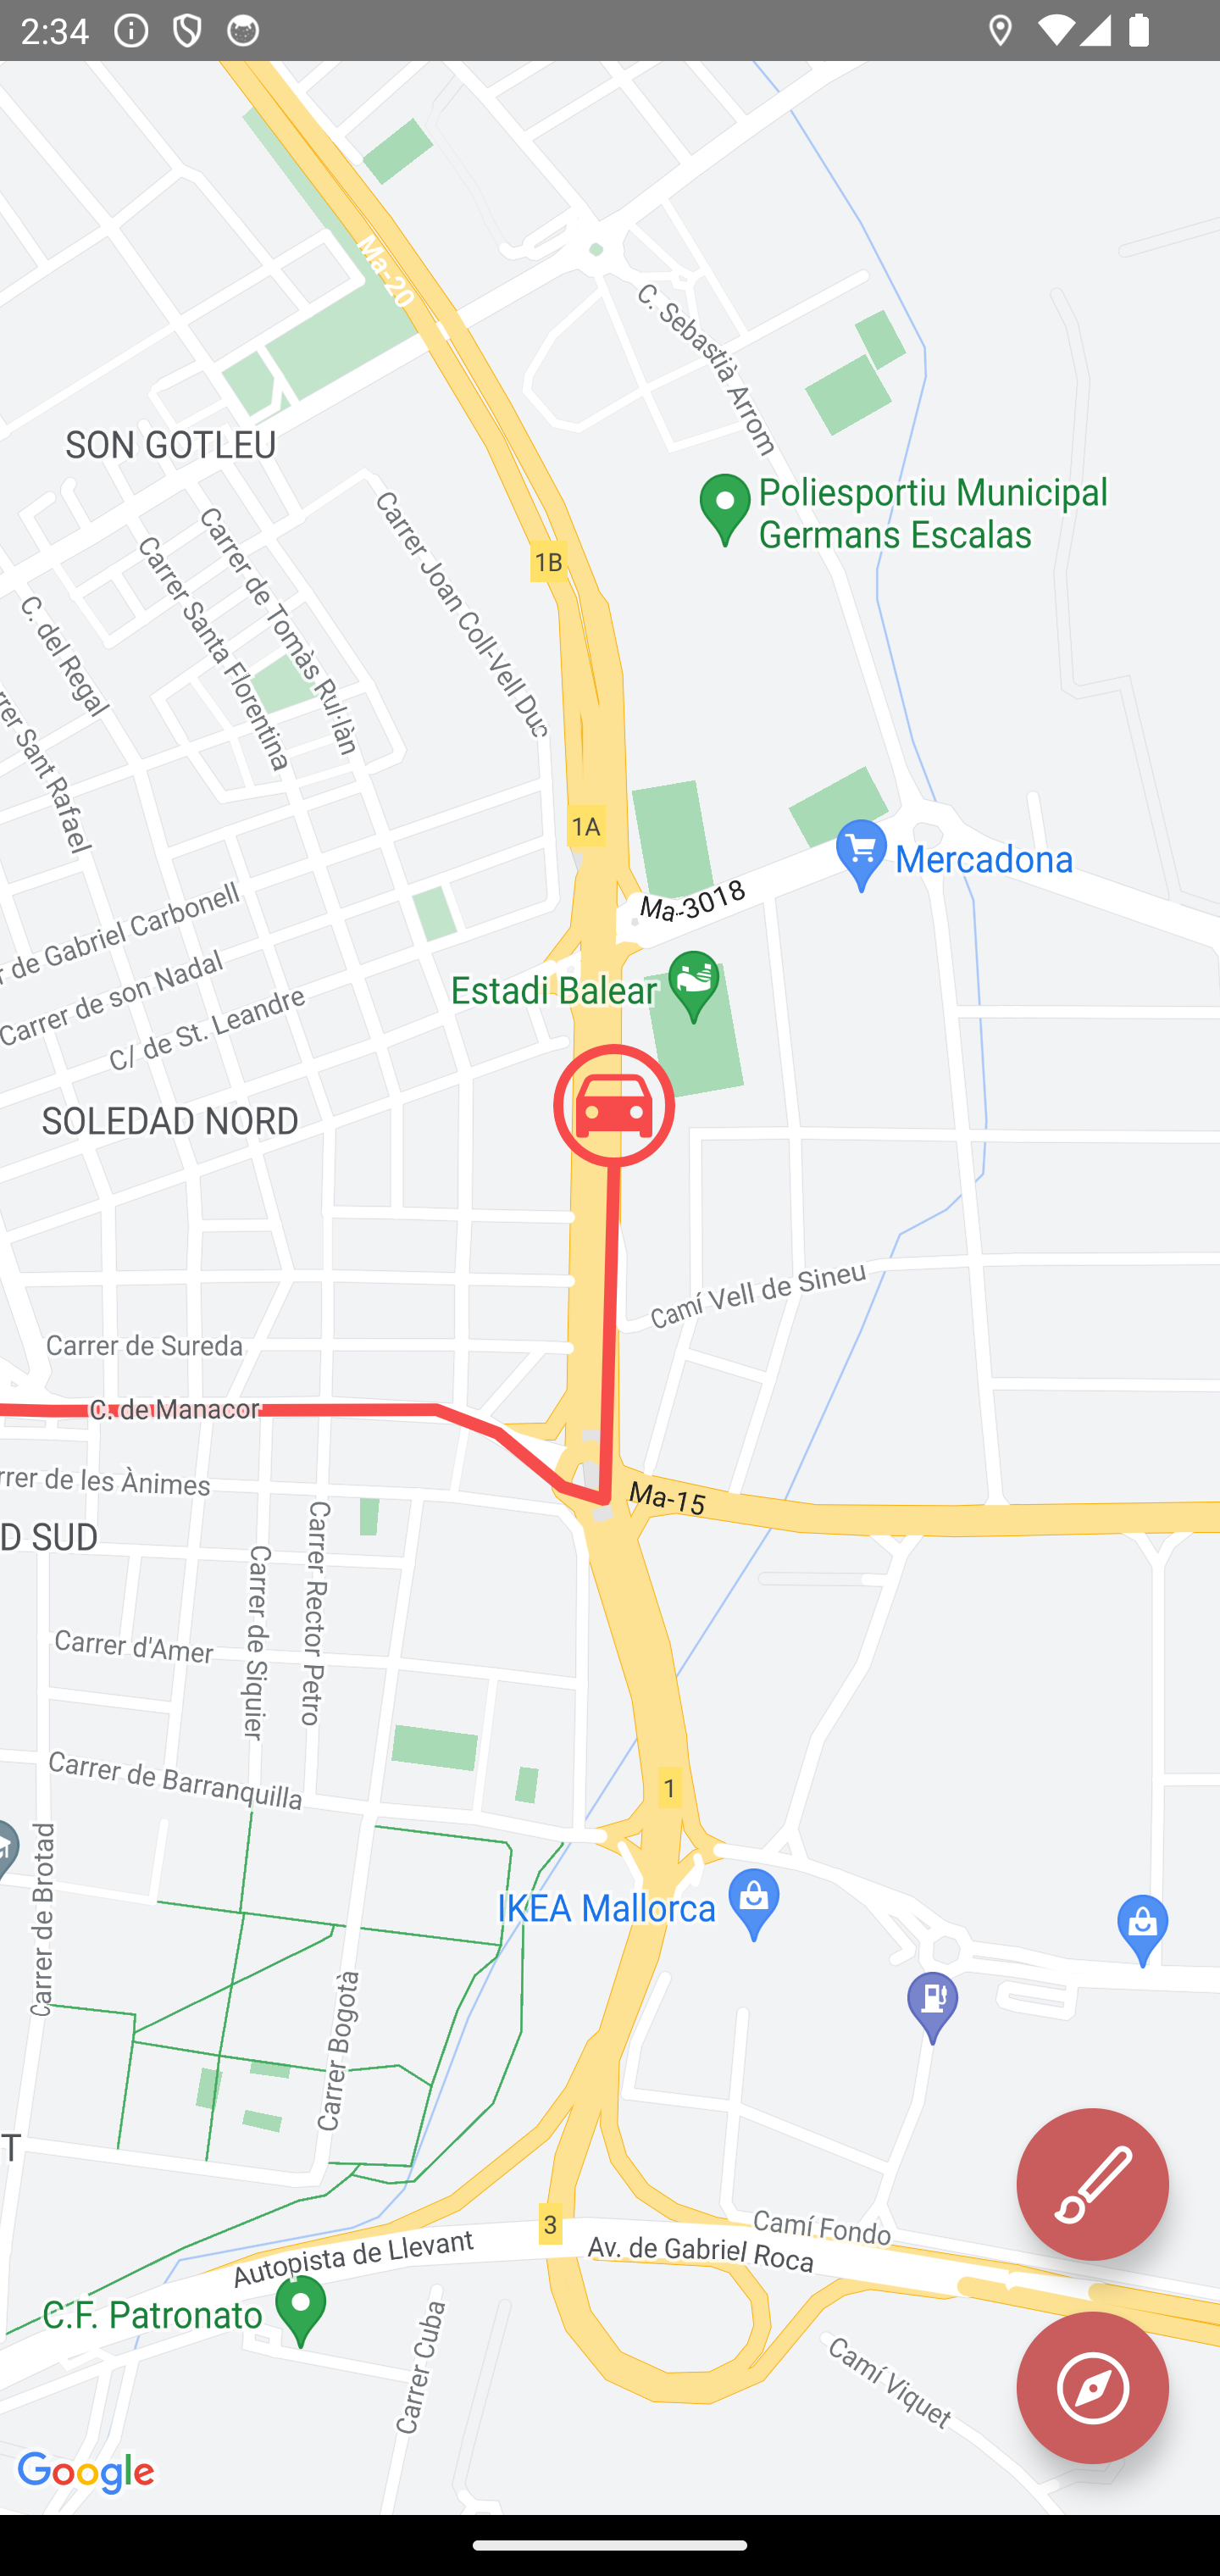 2:34
Ma-20
C. Sebastià Arrom
SON GOTLEU
Poliesportiu Municipal
Germans Escalas
Carrer Joan Coll-Vell Duc
Carrer de Tomàs Rul·làn
Carrer Santa Florentina
1B
C. del Regal
rrer Sant Rafael
1A
Mercadona
Ma-3018
r de Gabriel Carbonell
Carrer de son Nadal
C/ de St. Leandre
Estadi Balear
SOLEDAD NORD
Camí Vell de Sineu
Carrer de Sureda
C. de Manacor
rrer de les Ànimes
Ma-15
D SUD
Carrer Rector Petro
Carrer de Siquier
Carrer d'Amer
Carrer de Barranquilla
1
Carrer de Brotad
IKEA Mallorca
Carrer Bogotà
T
3
Camí Fondo
Autopista de Llevant
Av. de Gabriel Roca
C.F. Patronato
Carrer Cuba
Camí Viquet
Google